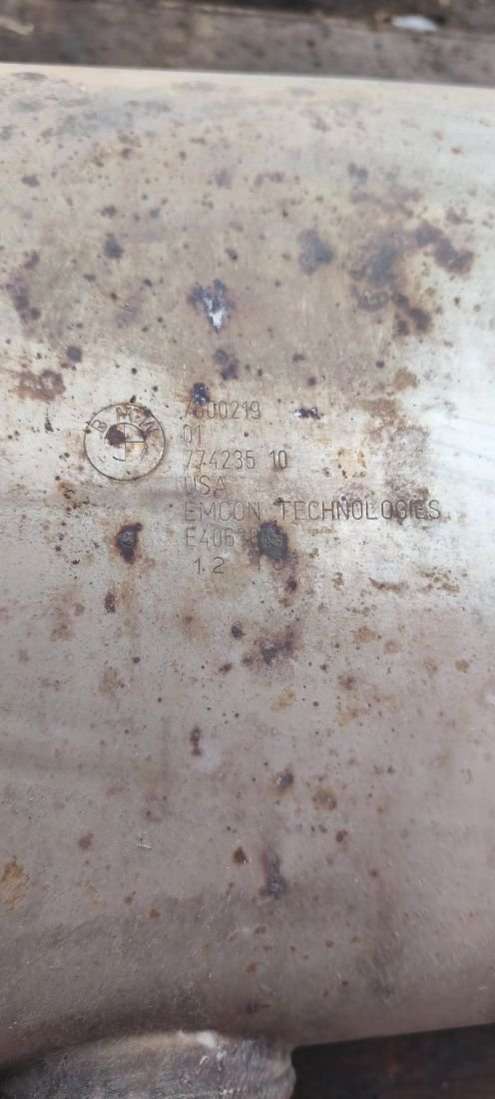 BMW
7600219
01
774235 10
USA
EMCON TECHNOLOGIES
1.2